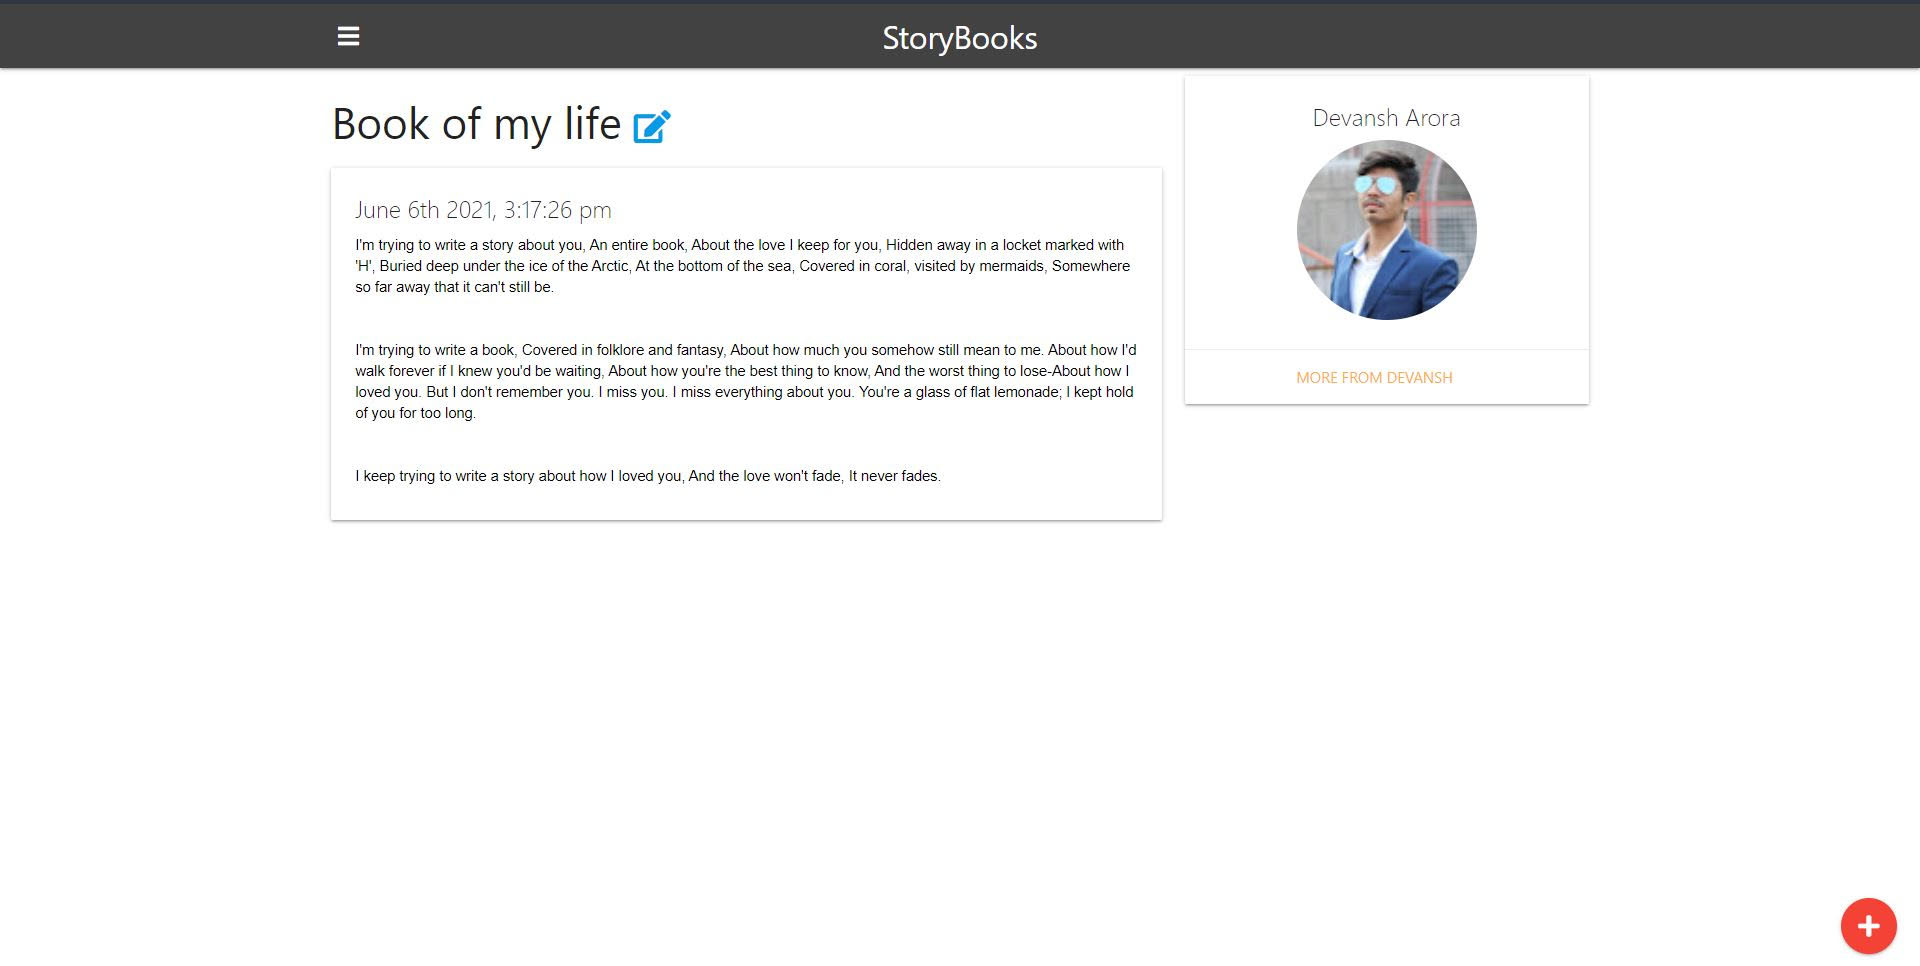 StoryBooks
Book of my life
June 6th 2021, 3:17:26 pm
I'm trying to write a story about you, An entire book, About the love I keep for you, Hidden away in a locket marked with
'H', Buried deep under the ice of the Arctic, At the bottom of the sea, Covered in coral, visited by mermaids, Somewhere
so far away that it can't still be.
I'm trying to write a book, Covered in folklore and fantasy, About how much you somehow still mean to me. About how I'd
walk forever if I knew you'd be waiting, About how you're the best thing to know, And the worst thing to lose-About how I
loved you. But I don't remember you. I miss you. I miss everything about you. You're a glass of flat lemonade; I kept hold
of you for too long.
I keep trying to write a story about how I loved you, And the love won't fade, It never fades.
Devansh Arora
MORE FROM DEVANSH